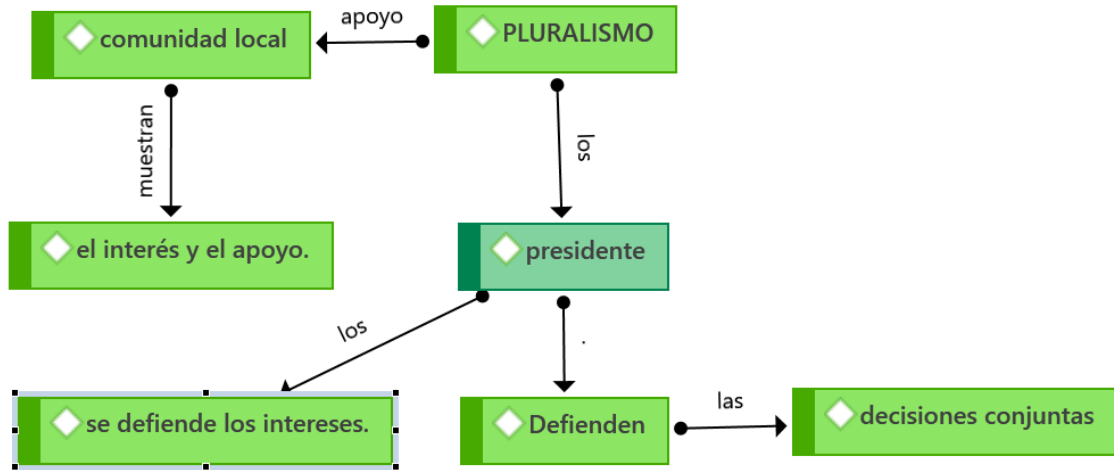 apoyo
comunidad local
PLURALISMO
muestran
los
el interés y el apoyo.
presidente
los
.
se defiende los intereses.
Defienden
las
decisiones conjuntas